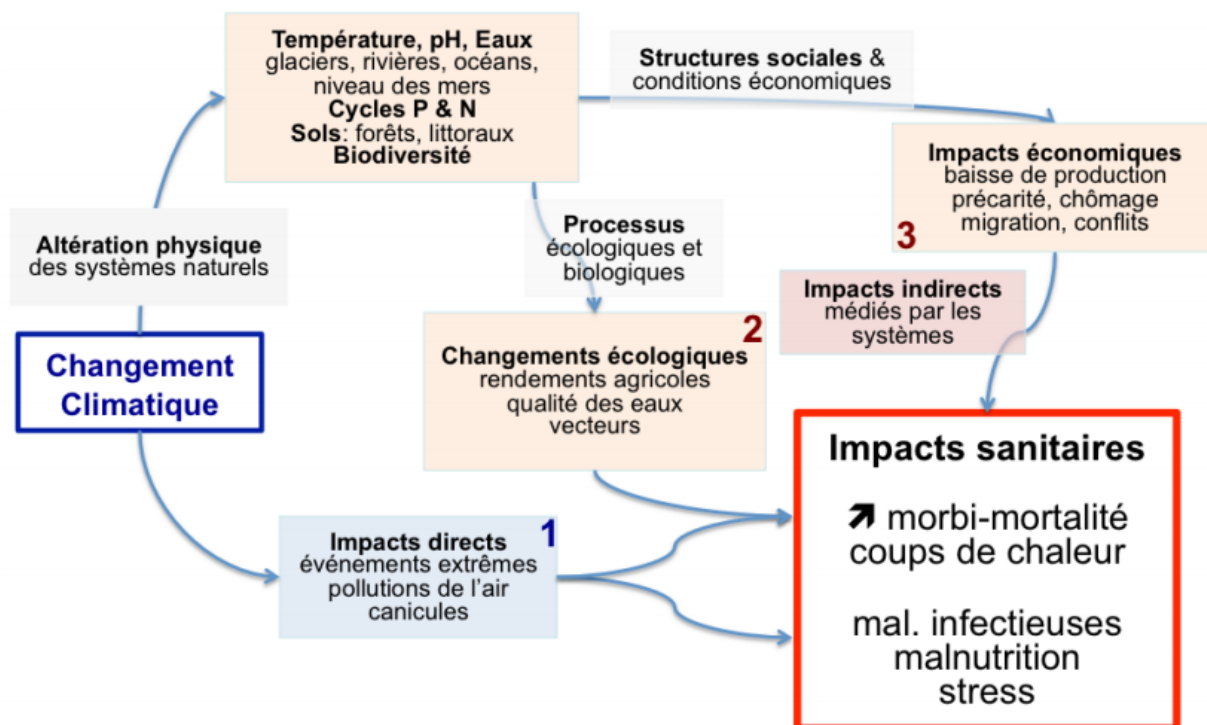 Température, pH, Eaux
glaciers, rivières, océans,
niveau des mers
Cycles P & N
Sols: forêts, littoraux
Biodiversité
Structures sociales &
conditions économiques
Impacts économiques
baisse de production
précarité, chômage
migration, conflits
3
Altération physique
des systèmes naturels
Processus
écologiques et
biologiques
Impacts indirects
médiés par les
systèmes
Changement
Climatique
2
Changements écologiques
rendements agricoles
qualité des eaux
vecteurs
1
Impacts directs
événements extrêmes
pollutions de l’air
canicules
Impacts sanitaires
↗ morbi-mortalité
coups de chaleur
mal. infectieuses
malnutrition
stress